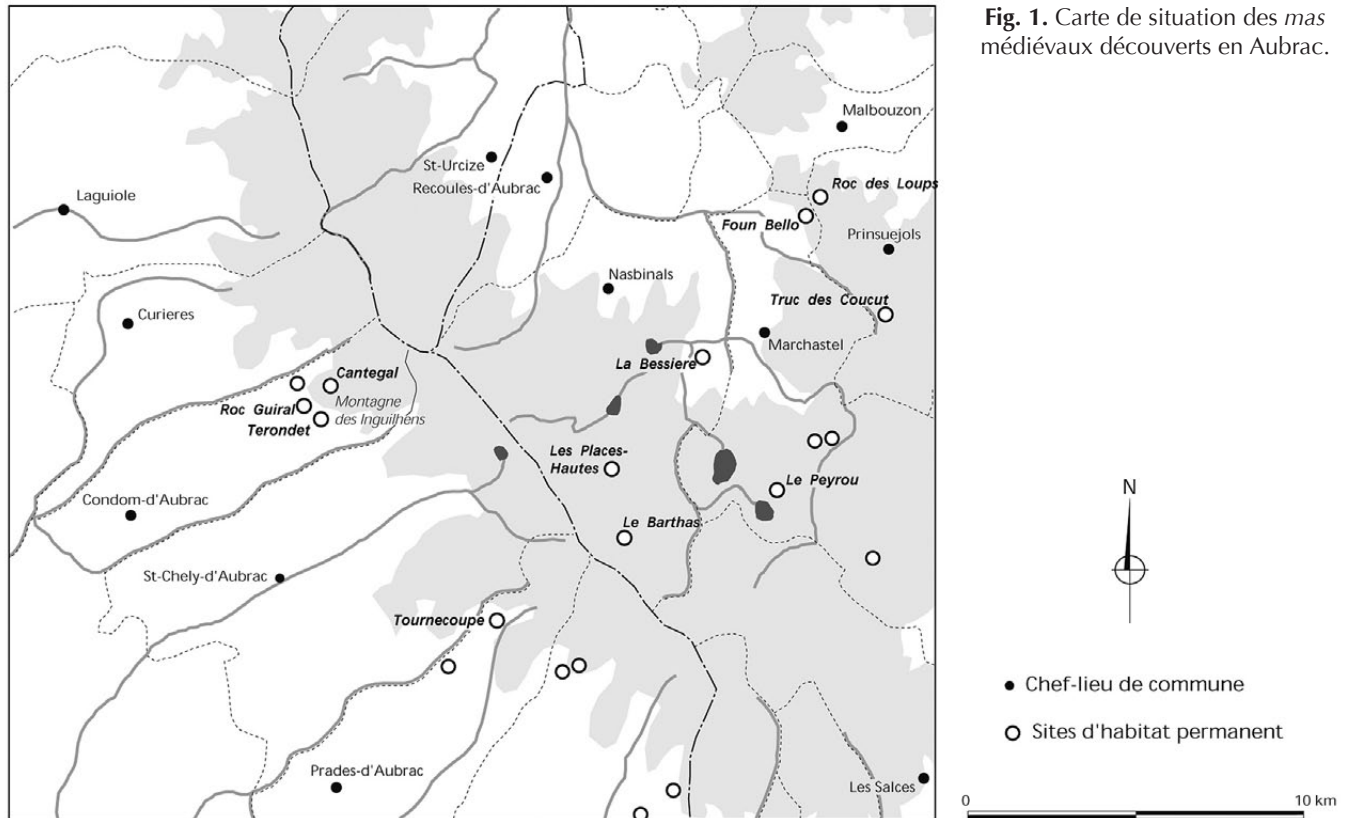 Fig. 1. Carte de situation des mas
médiévaux découverts en Aubrac.
Malbouzon
St-Urcize
Recoules-d'Aubrac
Roc des Loups
Laguiole
Foun Bello
Prinsuejols
Nasbinals
Truc des Coucut
Curieres
Marchastel
La Bessiere
Cantegal
Roc Guiral
Montagne
des Inguilhens
Terondet
Les Places-
Hautes
Le Peyrou
Condom-d'Aubrac
Le Barthas
St-Chely-d'Aubrac
Tournecoupe
Prades-d'Aubrac
Les Salces
N
Chef-lieu de commune
Sites d'habitat permanent
0 10 km